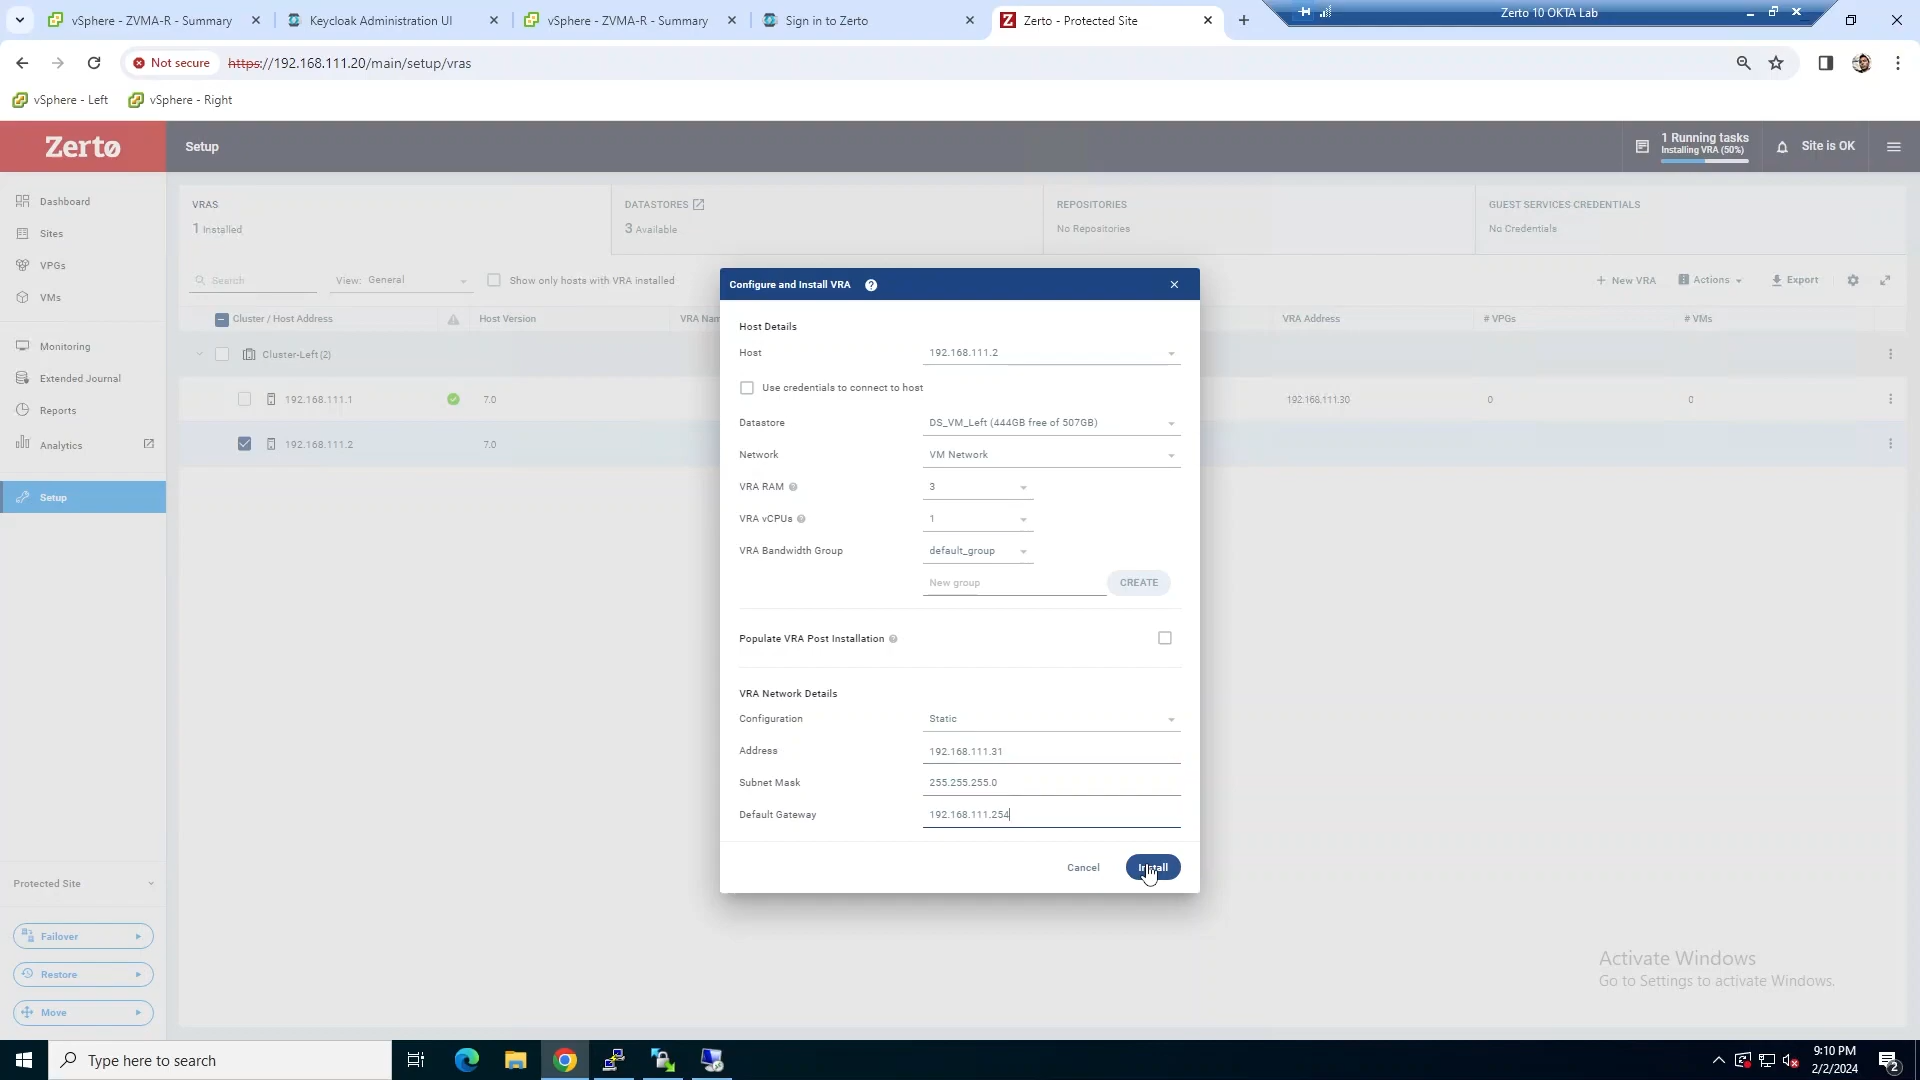 vSphere - ZVMA-R - Summary
Keycloak Administration UI
vSphere - ZVMA-R - Summary
Sign in to Zerto
Zerto - Protected Site
Zerto 10 OKTA Lab
Not secure
https://192.168.111.20/main/setup/vras
vSphere - Left
vSphere - Right
Zertø
Setup
1 Running tasks
Installing VRA (50%)
Site is OK
Dashboard
Sites
VPGs
VMs
Monitoring
Extended Journal
Reports
Analytics
Setup
Protected Site
Failover
Restore
Move
VRAS
1 Installed
DATASTORES
3 Available
REPOSITORIES
No Repositories
GUEST SERVICES CREDENTIALS
No Credentials
Search
View: General
Show only hosts with VRA installed
New VRA
Actions
Export
Cluster / Host Address
Host Version
VRA Nam
VRA Address
# VPGs
# VMs
Cluster-Left (2)
192.168.111.1
7.0
192.168.111.30
0
0
192.168.111.2
7.0
Configure and Install VRA
Host Details
Host
192.168.111.2
Use credentials to connect to host
Datastore
DS_VM_Left (444GB free of 507GB)
Network
VM Network
VRA RAM
3
VRA vCPUs
1
VRA Bandwidth Group
default_group
New group
CREATE
Populate VRA Post Installation
VRA Network Details
Configuration
Static
Address
192.168.111.31
Subnet Mask
255.255.255.0
Default Gateway
192.168.111.254
Cancel
Activate Windows
Go to Settings to activate Windows.
Type here to search
9:10 PM
2/2/2024
2